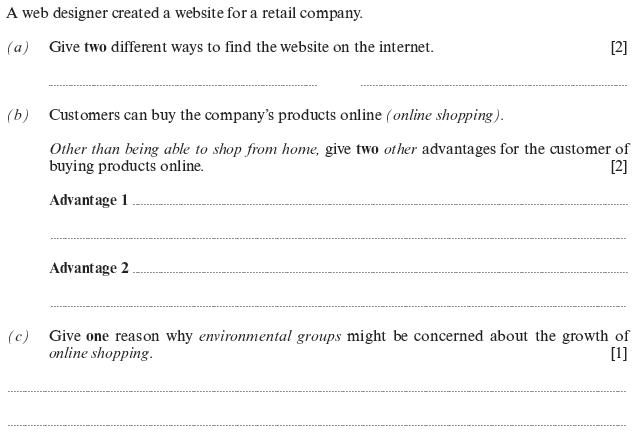 A web designer created a website for a retail company.
(a) Give two different ways to find the website on the internet. [2]
(b) Customers can buy the company's products online (online shopping).
Other than being able to shop from home, give two other advantages for the customer of
buying products online. [2]
Advantage 1
Advantage 2
(c) Give one reason why environmental groups might be concerned about the growth of
online shopping. [1]